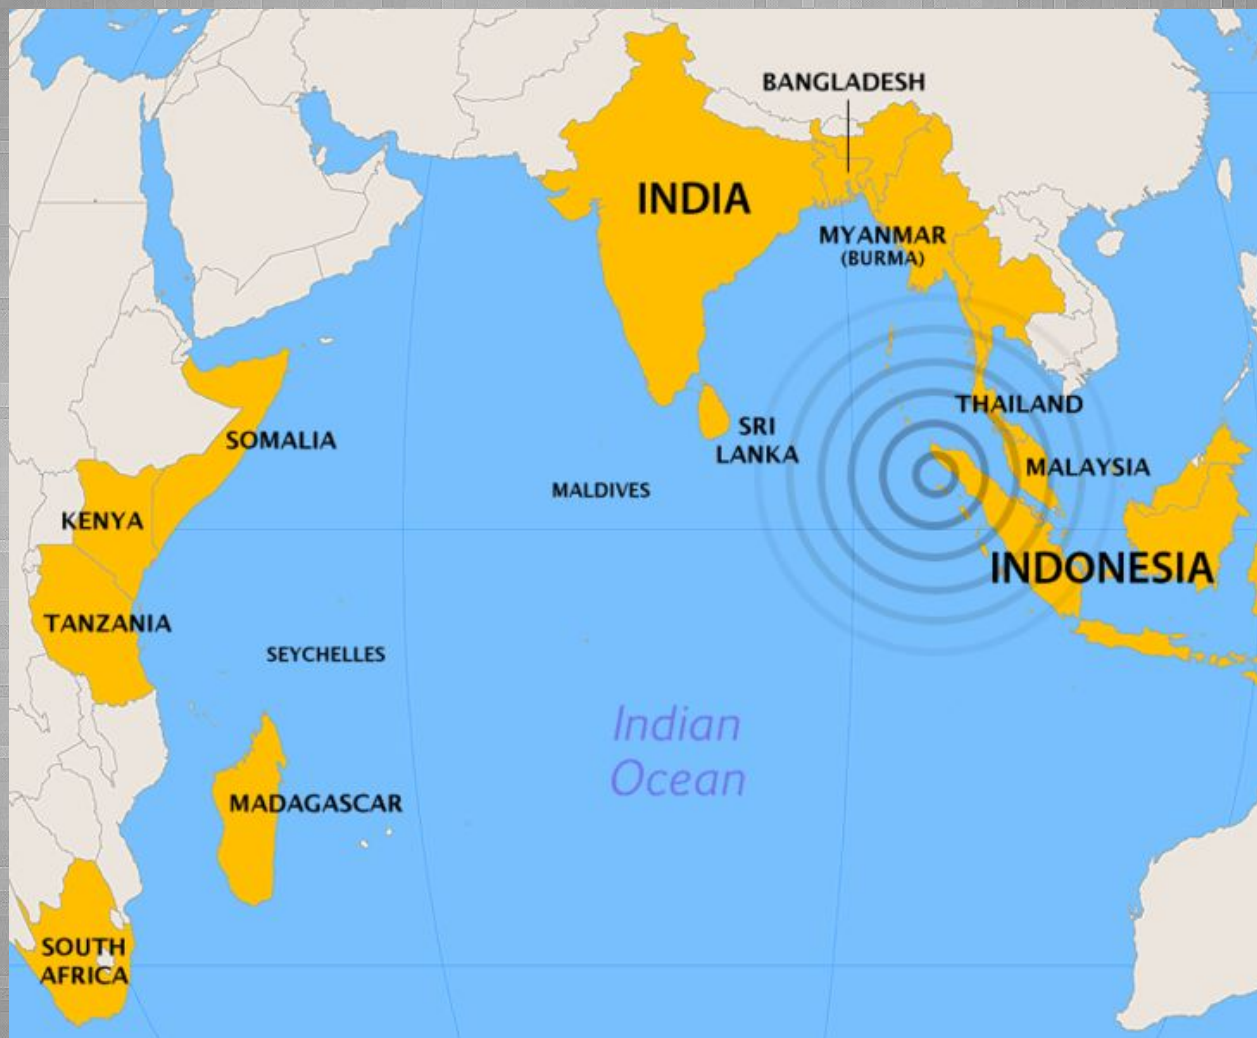 BANGLADESH
INDIA
MYANMAR
(BURMA)
THAILAND
SRI
LANKA
SOMALIA
MALAYSIA
MALDIVES
KENYA
INDONESIA
TANZANIA
SEYCHELLES
Indian
Ocean
MADAGASCAR
SOUTH
AFRICA